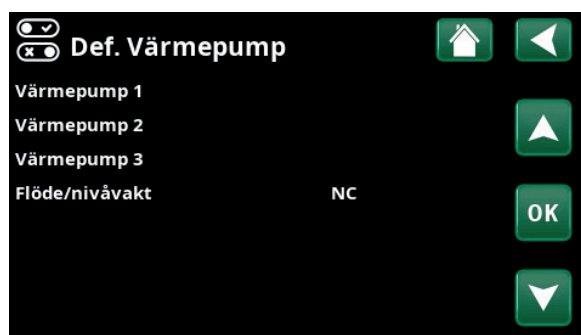 Def. Värmepump
Värmepump 1
Värmepump 2
Värmepump 3
Flöde/nivåvakt NC
OK